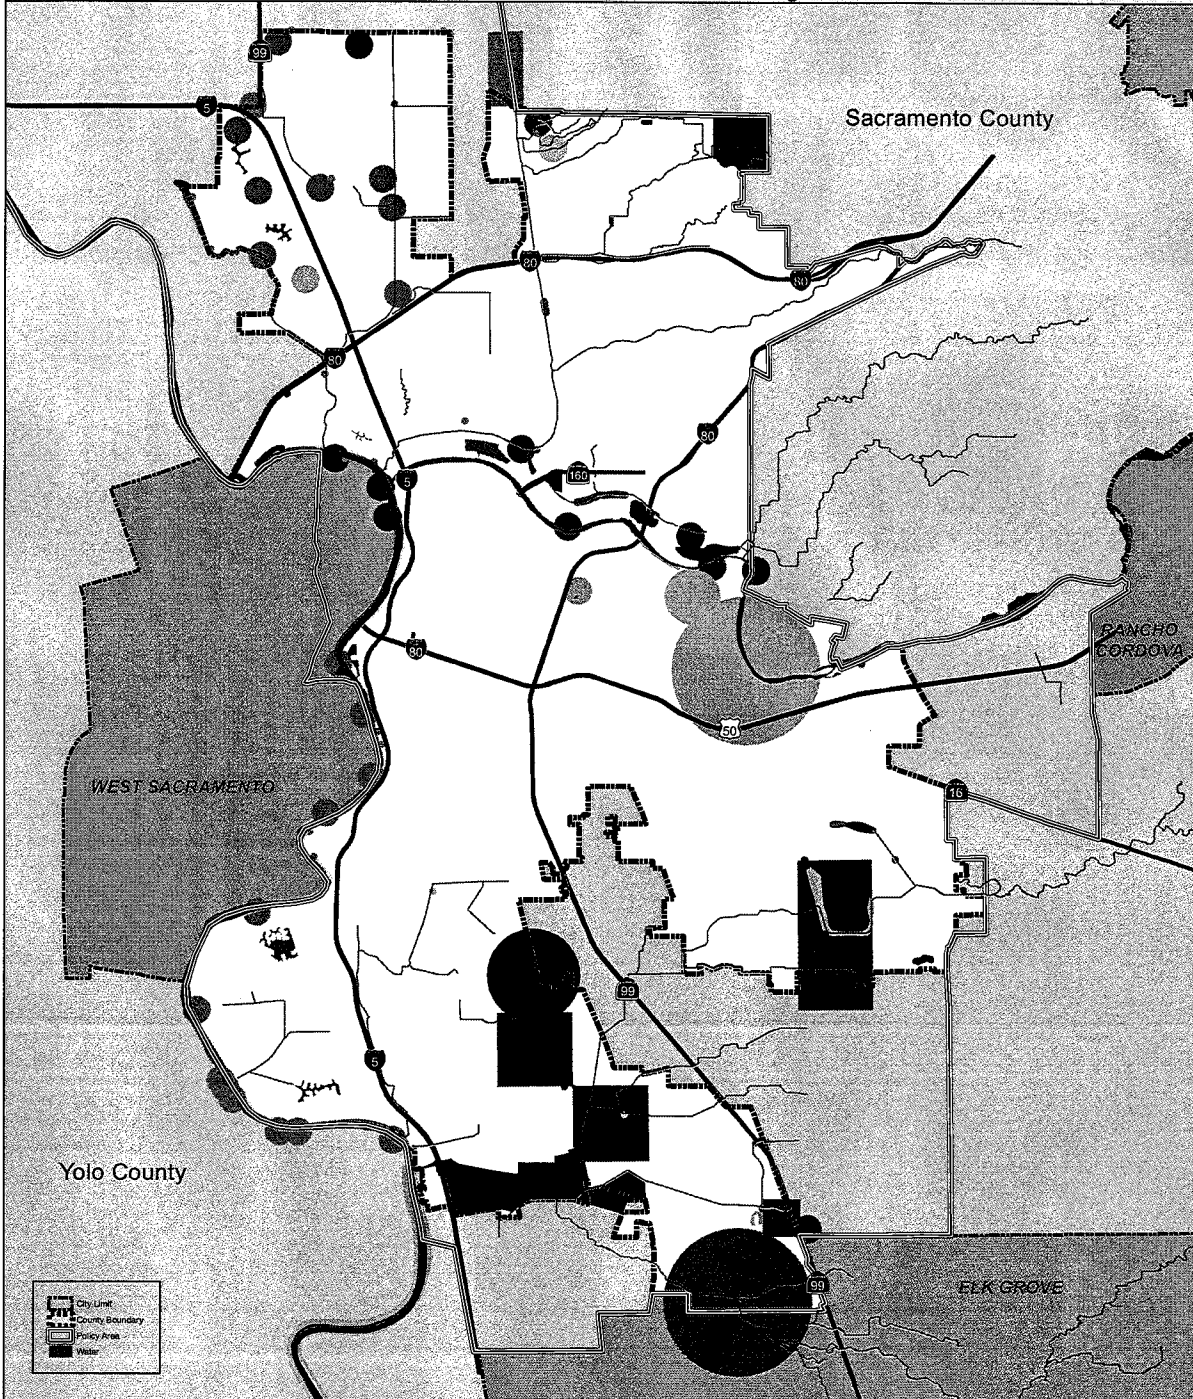 99
5
Sacramento County
80
80
80
80
160
5
RANCHO
CORDOVA
80
50
WEST SACRAMENTO
16
99
5
Yolo County
99
ELK GROVE
City Limit
County Boundary
Policy Area
Water